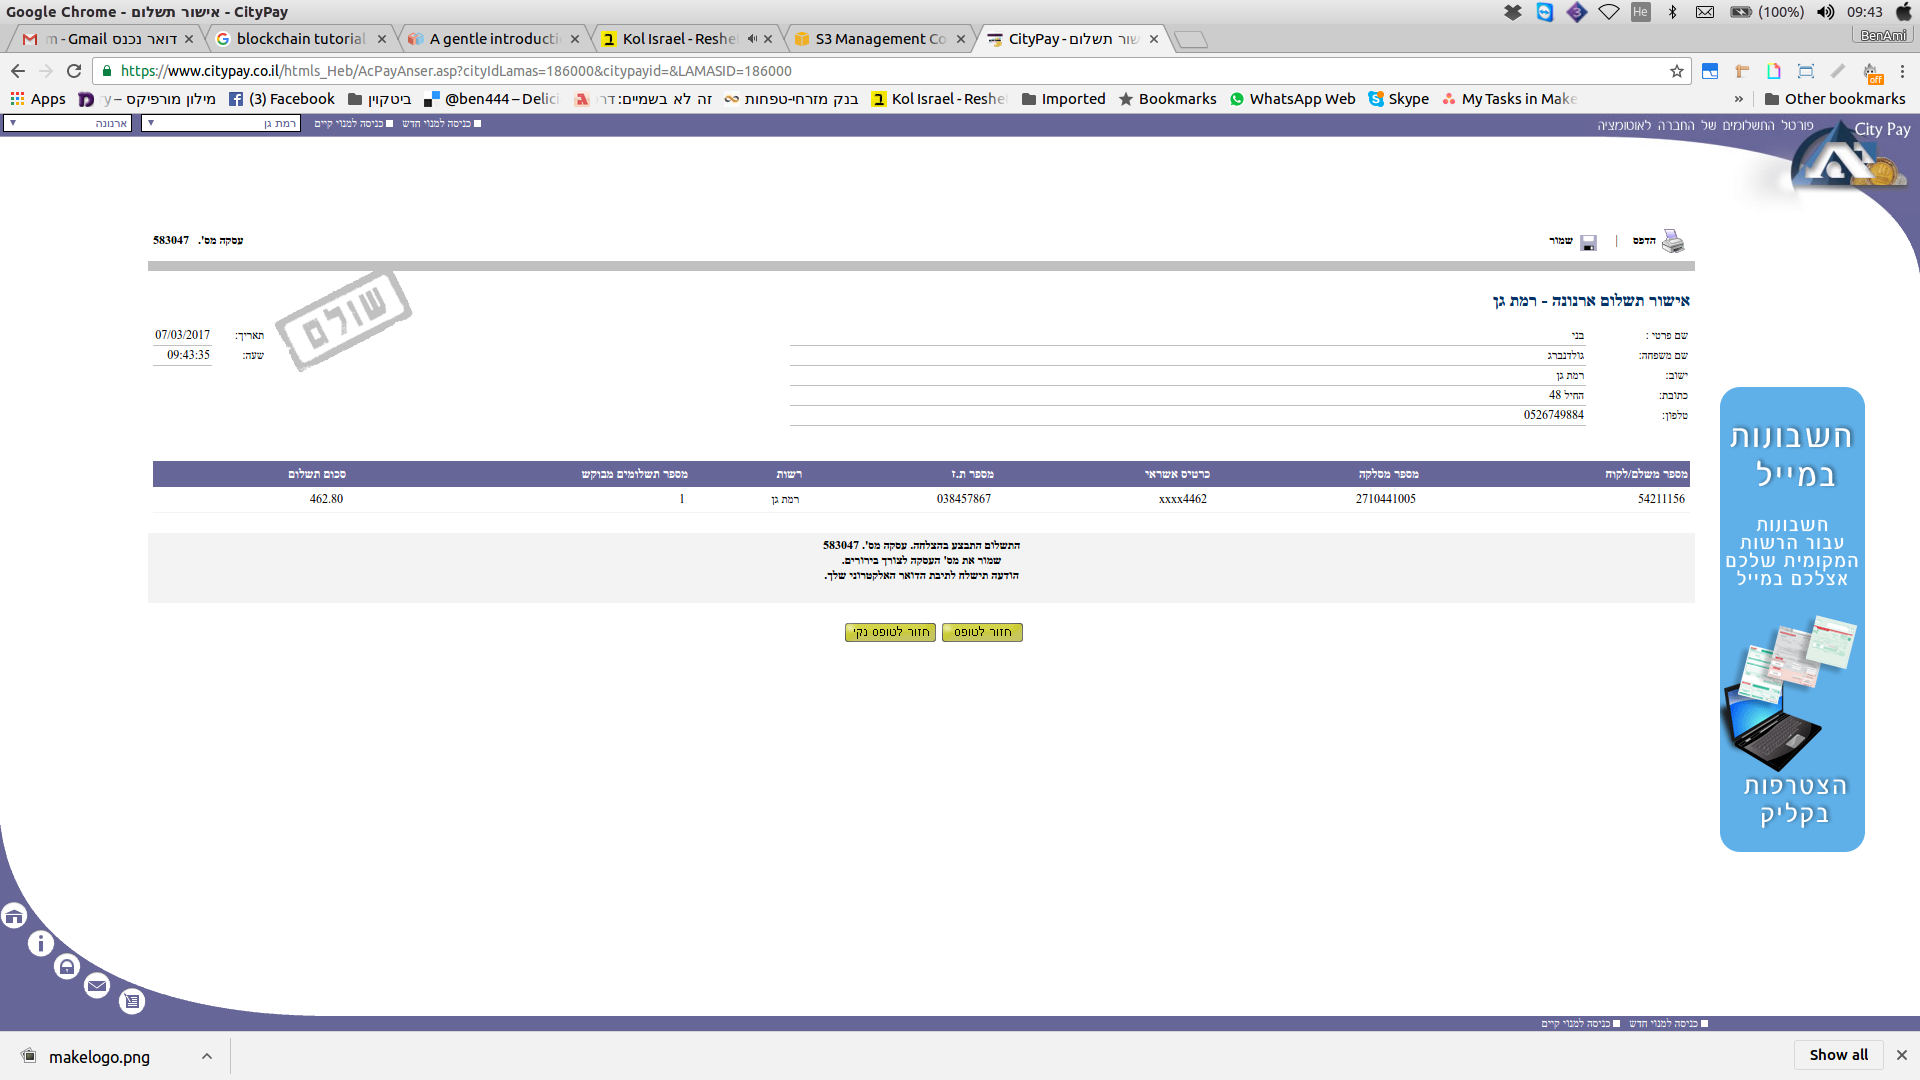 Google Chrome - אישור תשלום - CityPay
He
(100%)
09:43
BenAmi
דואר נכנס m - Gmail
blockchain tutorial
A gentle introducti
Kol Israel - Reshe
S3 Management Co
CityPay - שור תשלום
https://www.citypay.co.il/htmls_Heb/AcPayAnser.asp?cityIdLamas=186000&citypayid=&LAMASID=186000
off
Apps
מילון מורפיקס – ry
(3) Facebook
ביטקוין
@ben444 – Delici
זה לא בשמיים: דר
בנק מזרחי-טפחות
Kol Israel - Reshe
Imported
Bookmarks
WhatsApp Web
Skype
My Tasks in Make
»
Other bookmarks
ארנונה
רמת גן
כניסה למנוי קיים
כניסה למנוי חדש
פורטל התשלומים של החברה לאוטומציה
City Pay
הדפס | שמור
עסקה מס'. 583047
שולם
אישור תשלום ארנונה - רמת גן
שם פרטי : בני
שם משפחה: גולדנברג
ישוב: רמת גן
כתובת: החיל 48
טלפון: 0526749884
תאריך: 07/03/2017
שעה: 09:43:35
מספר משלם/לקוח מספר מסלקה כרטיס אשראי מספר ת.ז רשות מספר תשלומים מבוקש סכום תשלום
54211156 2710441005 xxxx4462 038457867 רמת גן 1 462.80
התשלום התבצע בהצלחה. עסקה מס'. 583047
שמור את מס' העסקה לצורך בירורים.
הודעה תישלח לתיבת הדואר האלקטרוני שלך.
חזור לטופס
חזור לטופס נקי
חשבונות
במייל
חשבונות
עבור הרשות
המקומית שלכם
אצלכם במייל
הצטרפות
בקליק
כניסה למנוי חדש
כניסה למנוי קיים
makelogo.png
Show all